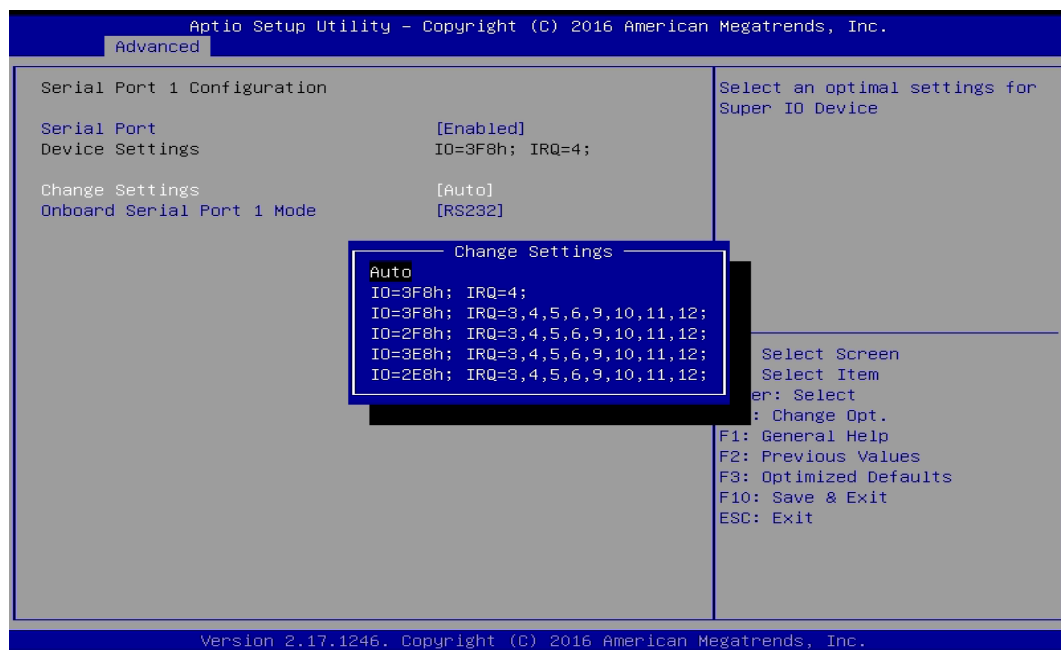 Aptio Setup Utility – Copyright (C) 2016 American Megatrends, Inc.
Advanced
Serial Port 1 Configuration
Serial Port [Enabled]
Device Settings IO=3F8h; IRQ=4;
Change Settings [Auto]
Onboard Serial Port 1 Mode [RS232]
Select an optimal settings for
Super IO Device
Change Settings
Auto
IO=3F8h; IRQ=4;
IO=3F8h; IRQ=3,4,5,6,9,10,11,12;
IO=2F8h; IRQ=3,4,5,6,9,10,11,12;
IO=3E8h; IRQ=3,4,5,6,9,10,11,12;
IO=2E8h; IRQ=3,4,5,6,9,10,11,12;
Select Screen
Select Item
er: Select
: Change Opt.
F1: General Help
F2: Previous Values
F3: Optimized Defaults
F10: Save & Exit
ESC: Exit
Version 2.17.1246. Copyright (C) 2016 American Megatrends, Inc.